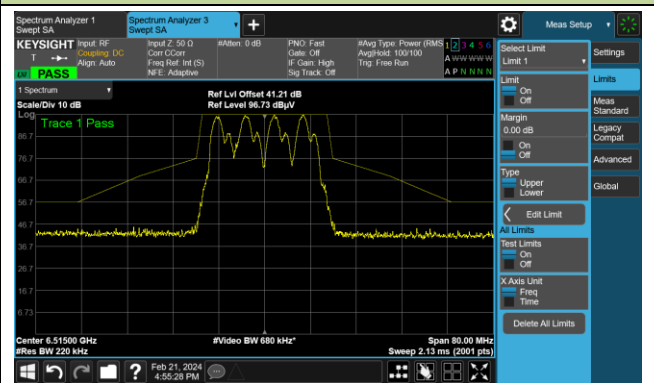 Spectrum Analyzer 1
Swept SA
Spectrum Analyzer 3
Swept SA
Meas Setup
KEYSIGHT
Input: RF
Coupling: DC
Align: Auto
Input Z: 50 Ω
Corr CCorr
Freq Ref: Int (S)
NFE: Adaptive
#Atten: 0 dB
PNO: Fast
Gate: Off
IF Gain: High
Sig Track: Off
#Avg Type: Power (RMS
Avg|Hold: 100/100
Trig: Free Run
1 2 3 4 5 6
A W W W W W
A P N N N N
T
PASS
1 Spectrum
Scale/Div 10 dB
Ref Lvl Offset 41.21 dB
Ref Level 96.73 dBµV
Log
Trace 1 Pass
86.7
76.7
66.7
56.7
46.7
36.7
26.7
16.7
6.73
Center 6.51500 GHz
#Res BW 220 kHz
#Video BW 680 kHz*
Span 80.00 MHz
Sweep 2.13 ms (2001 pts)
Select Limit
Limit 1
Limit
On
Off
Margin
0.00 dB
On
Off
Type
Upper
Lower
Edit Limit
All Limits
Test Limits
On
Off
X Axis Unit
Freq
Time
Delete All Limits
Settings
Limits
Meas
Standard
Legacy
Compat
Advanced
Global
?
Feb 21, 2024
4:55:28 PM